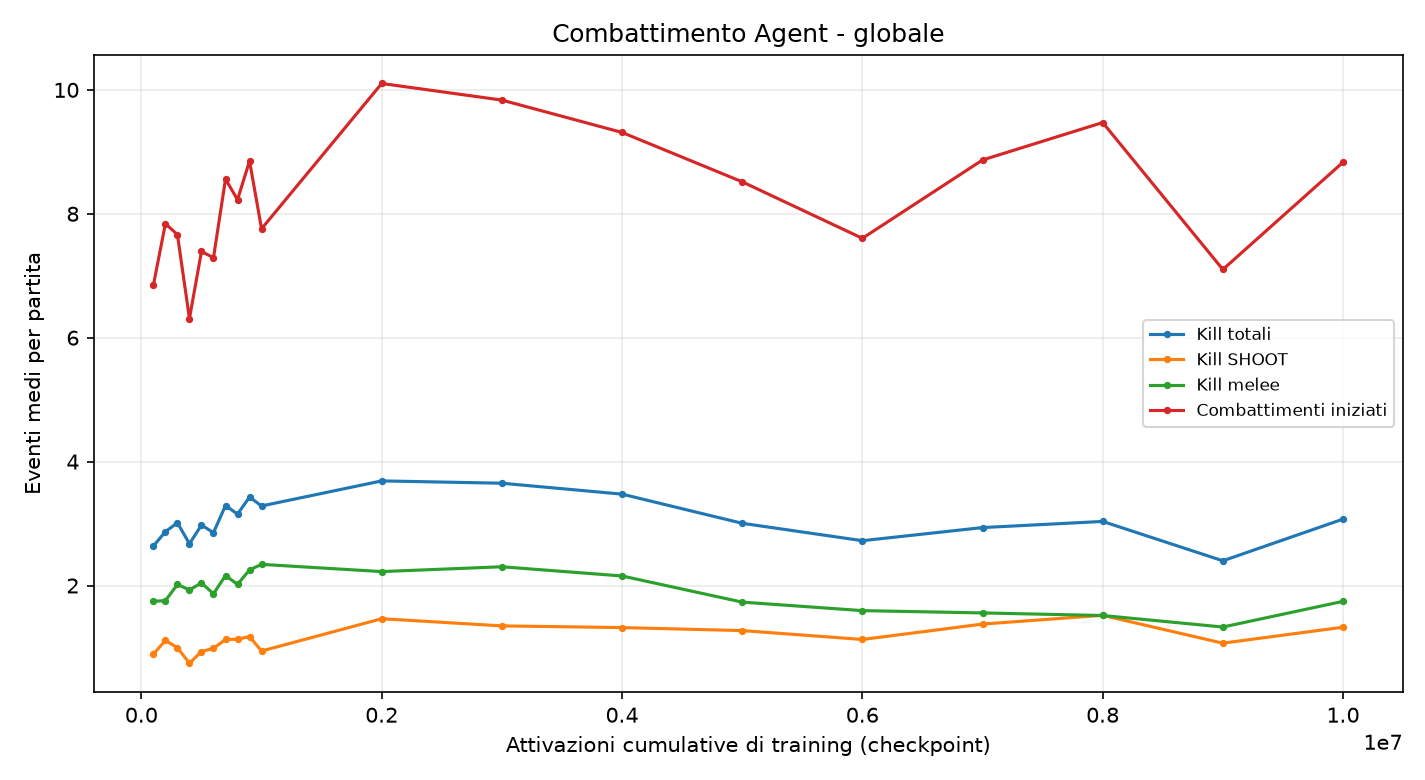 Combattimento Agent - globale
Eventi medi per partita
10
8
6
4
2
Kill totali
Kill SHOOT
Kill melee
Combattimenti iniziati
0.0 0.2 0.4 0.6 0.8 1.0
1e7
Attivazioni cumulative di training (checkpoint)